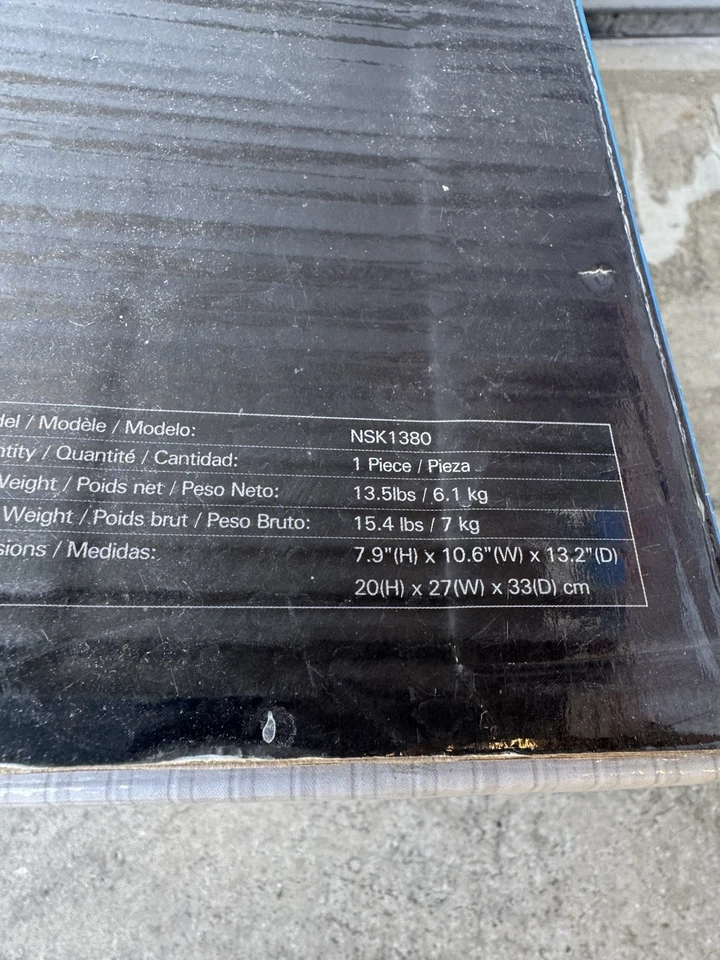 del / Modèle / Modelo: NSK1380
ntity / Quantité / Cantidad: 1 Piece / Pieza
Weight / Poids net / Peso Neto: 13.5lbs / 6.1 kg
Weight / Poids brut / Peso Bruto: 15.4 lbs / 7 kg
sions / Medidas: 7.9"(H) x 10.6"(W) x 13.2"(D)
20(H) x 27(W) x 33(D) cm